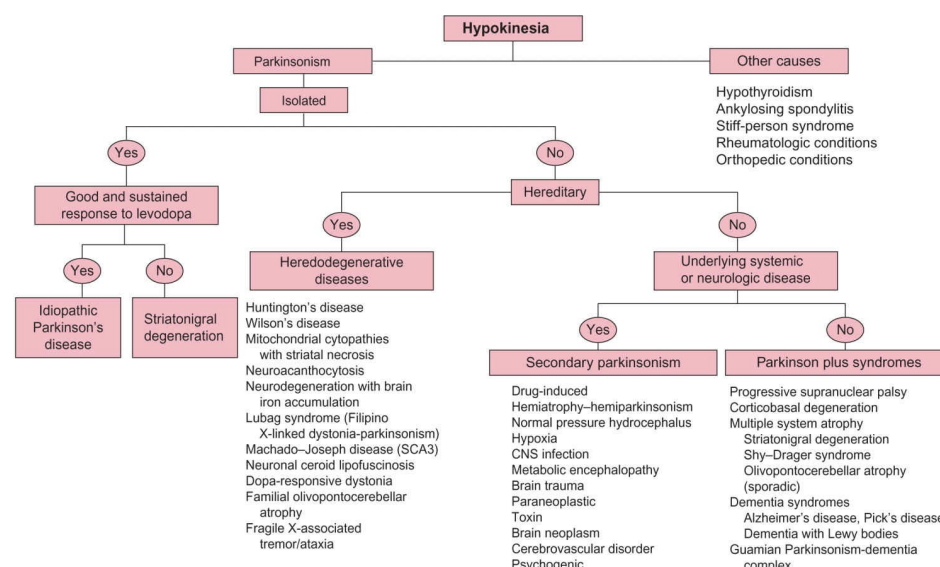 Hypokinesia
Parkinsonism
Other causes
Isolated
Hypothyroidism
Ankylosing spondylitis
Stiff-person syndrome
Rheumatologic conditions
Orthopedic conditions
Yes
No
Good and sustained
response to levodopa
Hereditary
Yes
No
Yes
No
Heredodegenerative
diseases
Underlying systemic
or neurologic disease
Idiopathic
Parkinson's
disease
Striatonigral
degeneration
Huntington's disease
Wilson's disease
Mitochondrial cytopathies
with striatal necrosis
Neuroacanthocytosis
Neurodegeneration with brain
iron accumulation
Lubag syndrome (Filipino
X-linked dystonia-parkinsonism)
Machado–Joseph disease (SCA3)
Neuronal ceroid lipofuscinosis
Dopa-responsive dystonia
Familial olivopontocerebellar
atrophy
Fragile X-associated
tremor/ataxia
Yes
No
Secondary parkinsonism
Parkinson plus syndromes
Drug-induced
Hemiatrophy–hemiparkinsonism
Normal pressure hydrocephalus
Hypoxia
CNS infection
Metabolic encephalopathy
Brain trauma
Paraneoplastic
Toxin
Brain neoplasm
Cerebrovascular disorder
Psychogenic
Progressive supranuclear palsy
Corticobasal degeneration
Multiple system atrophy
Striatonigral degeneration
Shy–Drager syndrome
Olivopontocerebellar atrophy
(sporadic)
Dementia syndromes
Alzheimer's disease, Pick's disease
Dementia with Lewy bodies
Guamian Parkinsonism-dementia
complex